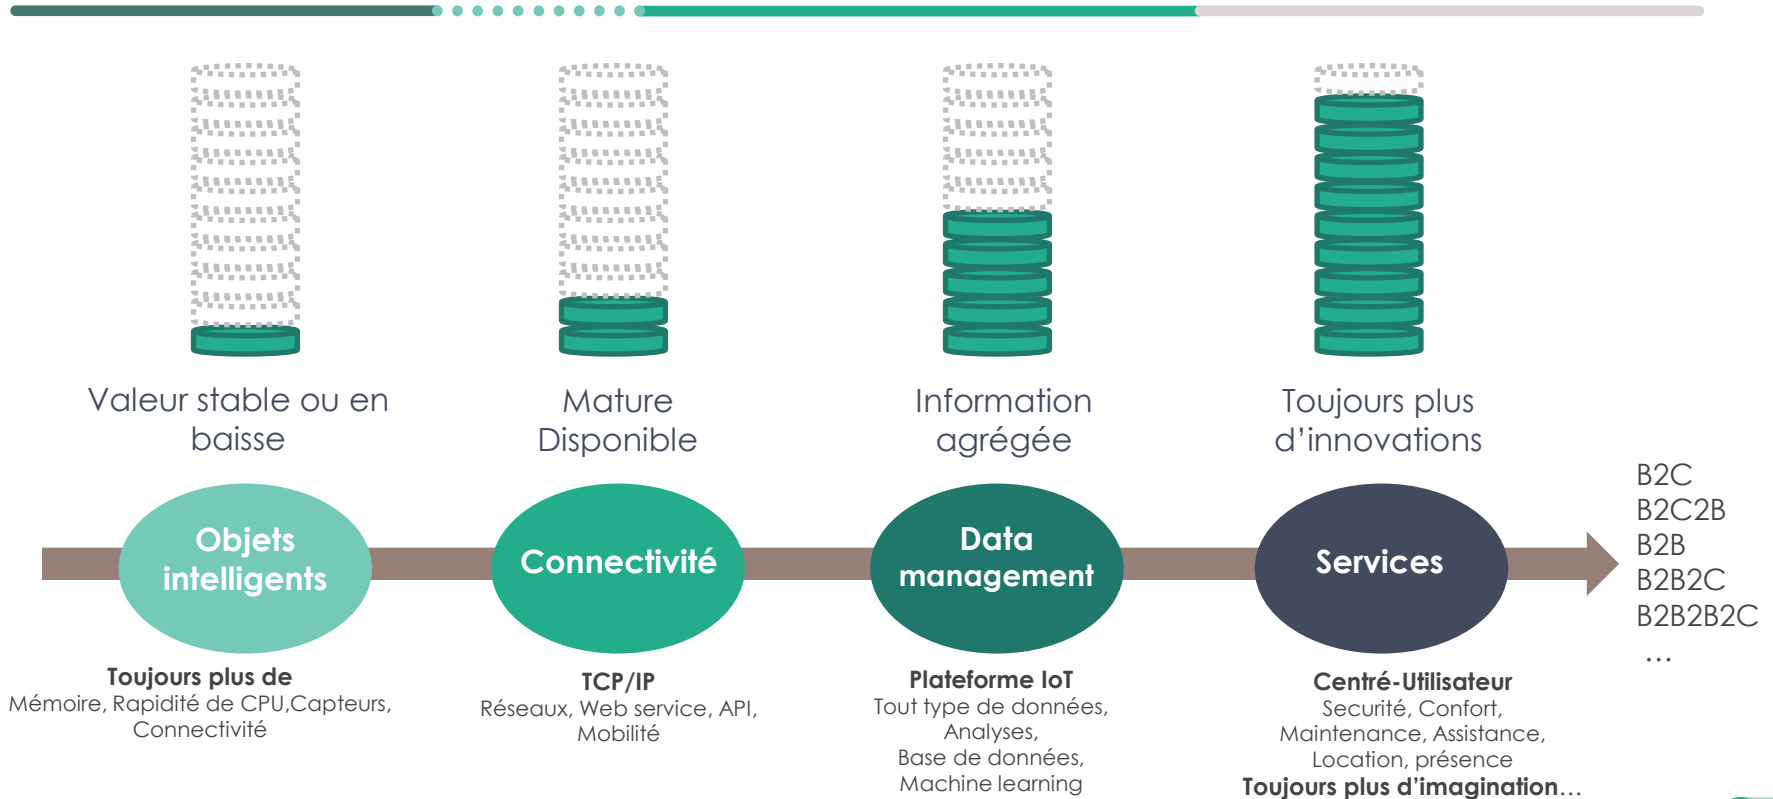 Valeur stable ou en
baisse
Mature
Disponible
Information
agrégée
Toujours plus
d’innovations
Objets
intelligents
Connectivité
Data
management
Services
B2C
B2C2B
B2B
B2B2C
B2B2B2C
…
Toujours plus de
Mémoire, Rapidité de CPU,Capteurs,
Connectivité
TCP/IP
Réseaux, Web service, API,
Mobilité
Plateforme IoT
Tout type de données,
Analyses,
Base de données,
Machine learning
Centré-Utilisateur
Securité, Confort,
Maintenance, Assistance,
Location, présence
Toujours plus d’imagination…